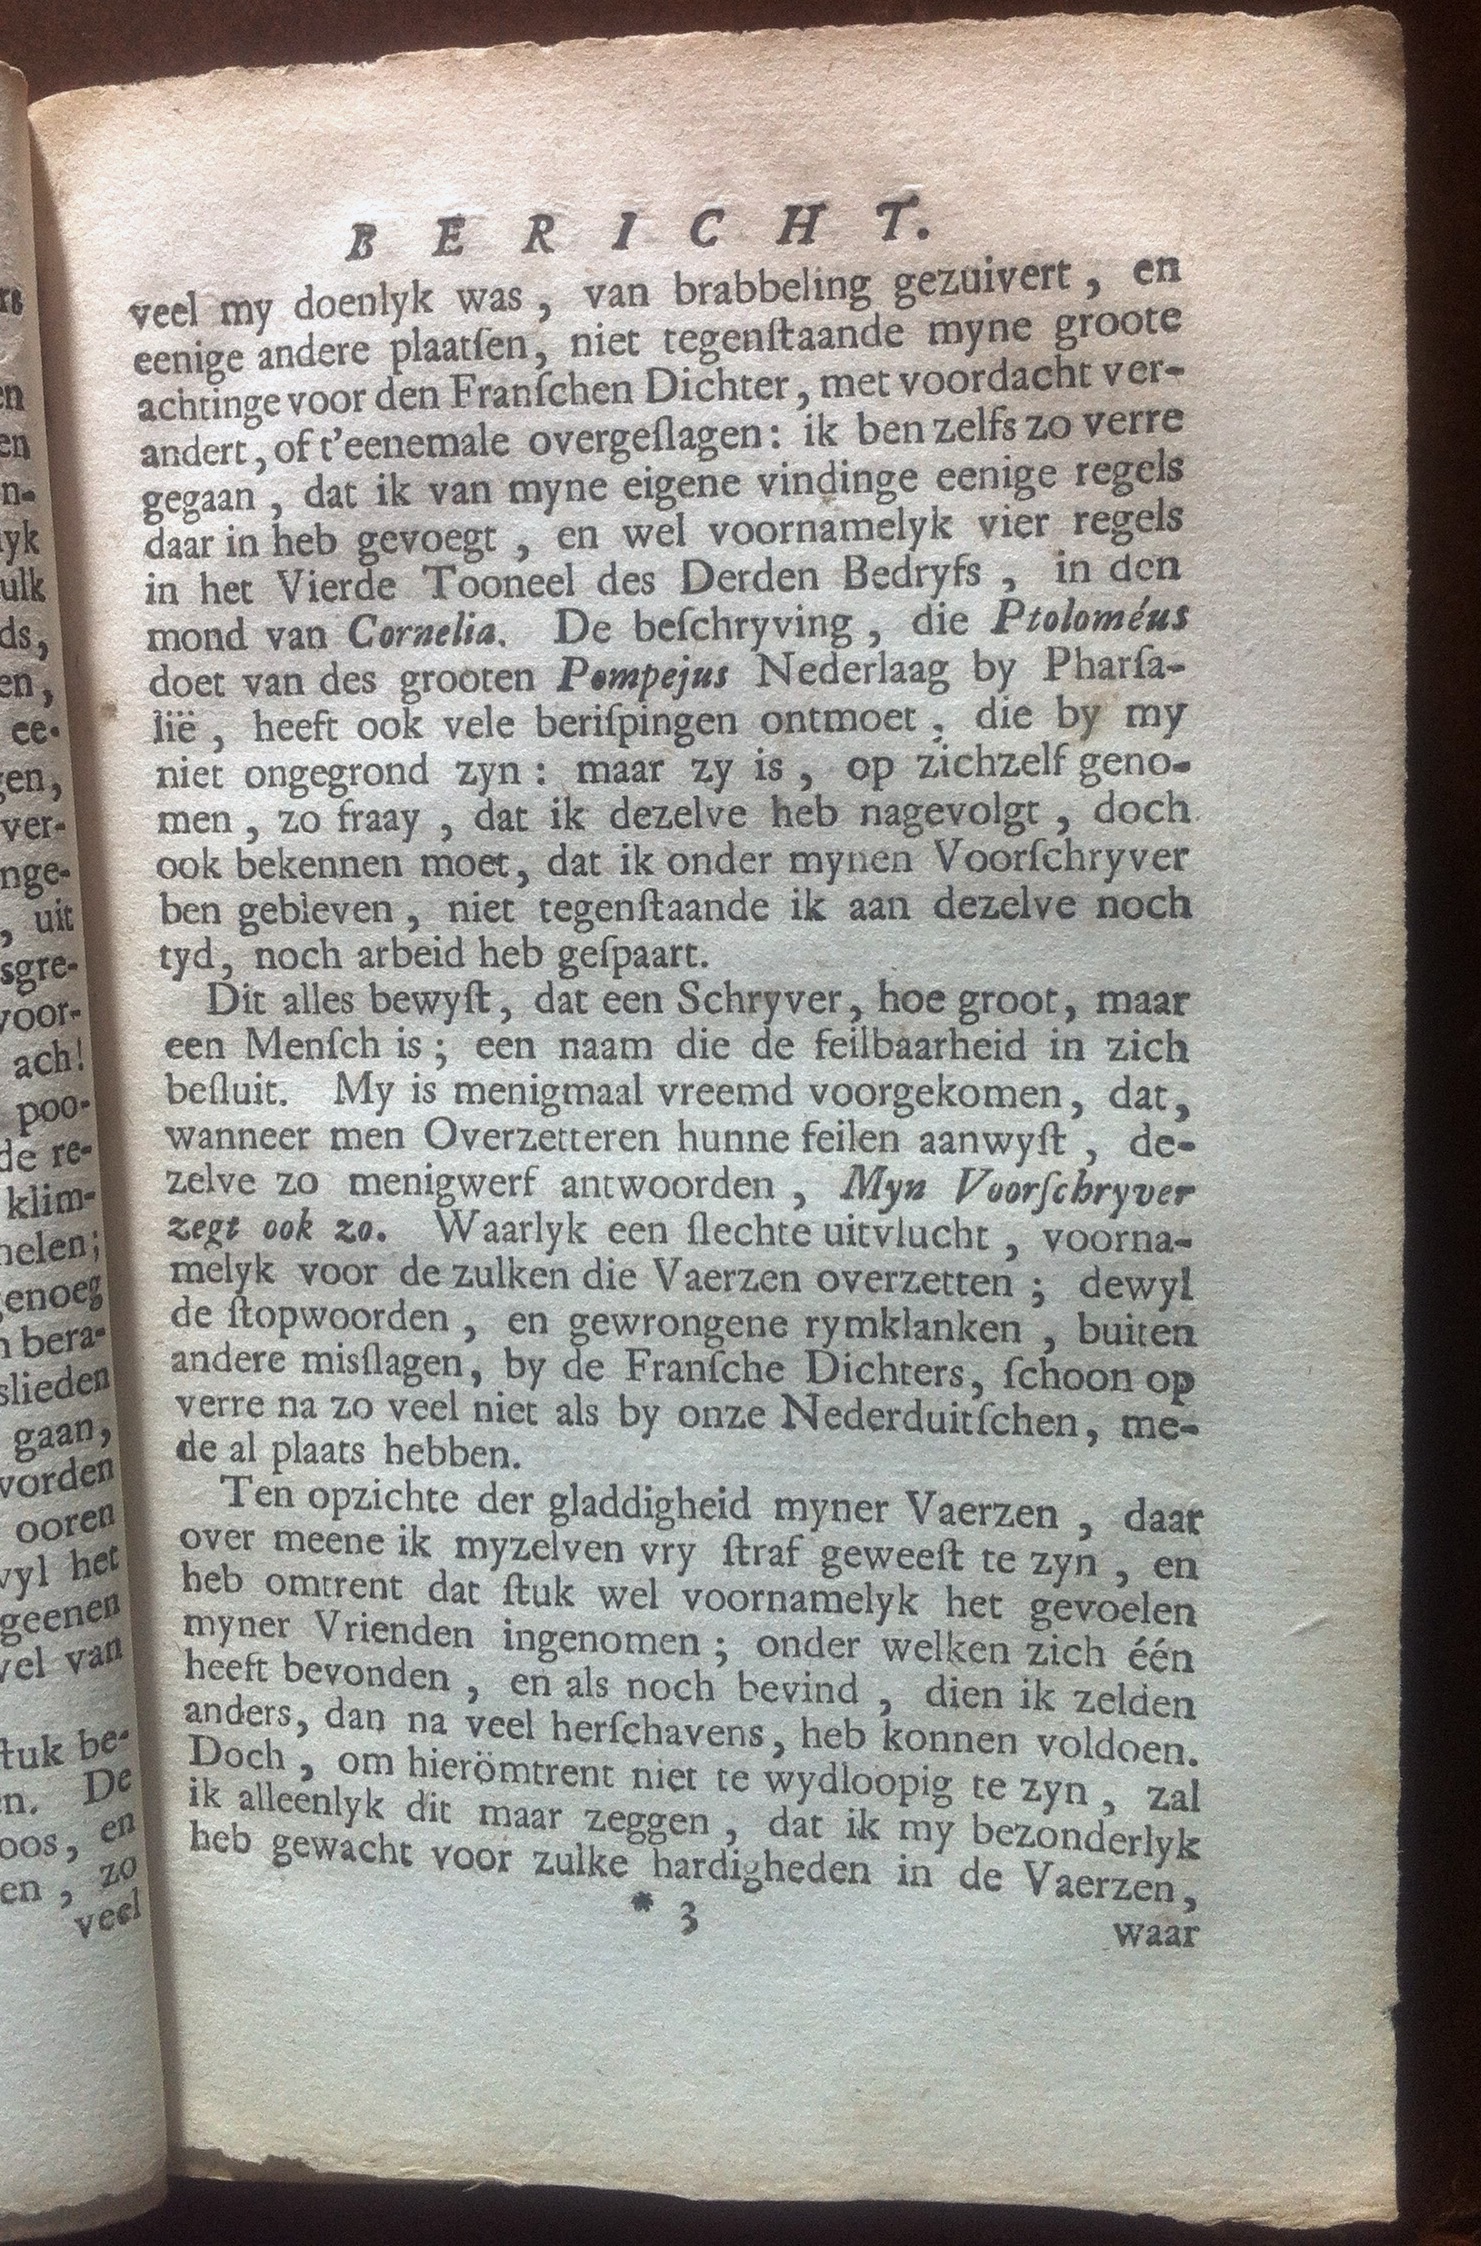 BERICHT.
veel my doenlyk was, van brabbeling gezuivert, en
eenige andere plaatſen, niet tegenſtaande myne groote
achtinge voor den Franſchen Dichter, met voordacht ver-
andert, of t'eenemale overgeſlagen: ik ben zelfs zo verre
gegaan, dat ik van myne eigene vindinge eenige regels
daar in heb gevoegt, en wel voornamelyk vier regels
in het Vierde Tooneel des Derden Bedryfs, in den
mond van Cornelia. De beſchryving, die Ptoloméus
doet van des grooten Pompejus Nederlaag by Pharſa-
lië, heeft ook vele beriſpingen ontmoet, die by my
niet ongegrond zyn: maar zy is, op zichzelf geno-
men, zo fraay, dat ik dezelve heb nagevolgt, doch
ook bekennen moet, dat ik onder mynen Voorſchryver
ben gebleven, niet tegenſtaande ik aan dezelve noch
tyd, noch arbeid heb geſpaart.
Dit alles bewyſt, dat een Schryver, hoe groot, maar
een Menſch is; een naam die de feilbaarheid in zich
beſluit. My is menigmaal vreemd voorgekomen, dat,
wanneer men Overzetteren hunne feilen aanwyſt, de-
zelve zo menigwerf antwoorden, Myn Voorſchryver
zegt ook zo. Waarlyk een ſlechte uitvlucht, voorna-
melyk voor de zulken die Vaerzen overzetten; dewyl
de ſtopwoorden, en gewrongene rymklanken, buiten
andere misſlagen, by de Franſche Dichters, ſchoon op
verre na zo veel niet als by onze Nederduitſchen, me-
de al plaats hebben.
Ten opzichte der gladdigheid myner Vaerzen, daar
over meene ik myzelven vry ſtraf geweeſt te zyn, en
heb omtrent dat ſtuk wel voornamelyk het gevoelen
myner Vrienden ingenomen; onder welken zich één
heeft bevonden, en als noch bevind, dien ik zelden
anders, dan na veel herſchavens, heb konnen voldoen.
Doch, om hierömtrent niet te wydloopig te zyn, zal
ik alleenlyk dit maar zeggen, dat ik my bezonderlyk
heb gewacht voor zulke hardigheden in de Vaerzen,
* 3
waar